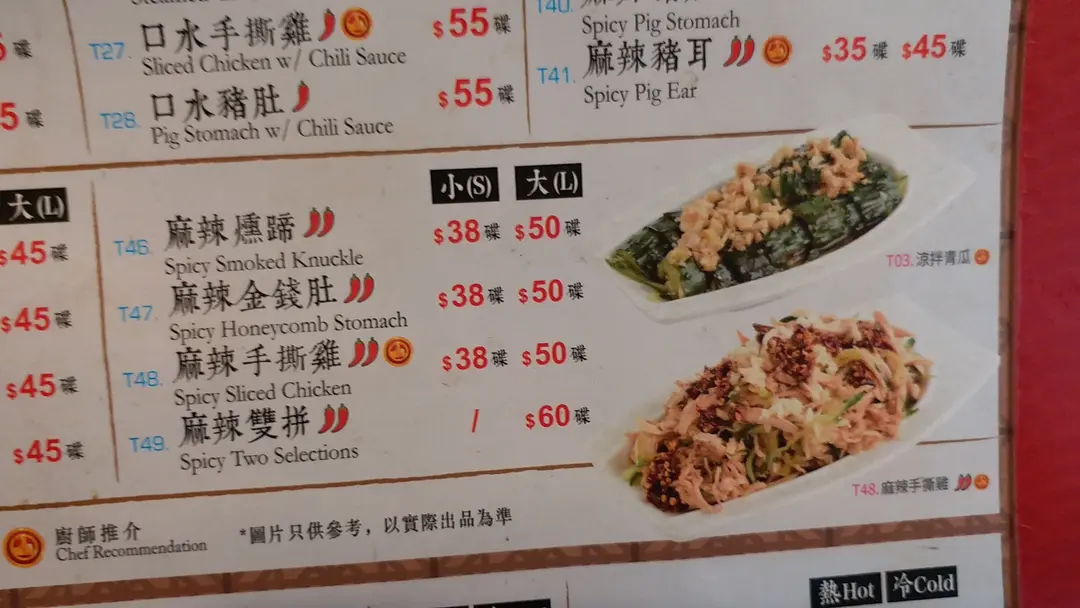 T27. 口水手撕雞 $55碟
Sliced Chicken w/ Chili Sauce
T28. 口水豬肚 $55碟
Pig Stomach w/ Chili Sauce
T40.
Spicy Pig Stomach
T41. 麻辣豬耳 $35碟 $45碟
Spicy Pig Ear
碟
5碟
大(L)
$45碟
$45碟
$45碟
$45碟
小(S) 大(L)
T46. 麻辣燻蹄 $38碟 $50碟
Spicy Smoked Knuckle
T47. 麻辣金錢肚 $38碟 $50碟
Spicy Honeycomb Stomach
T48. 麻辣手撕雞 $38碟 $50碟
Spicy Sliced Chicken
T49. 麻辣雙拼 / $60碟
Spicy Two Selections
T03.涼拌青瓜
T48.麻辣手撕雞
廚師推介
Chef Recommendation
*圖片只供參考，以實際出品為準
熱Hot 冷Cold